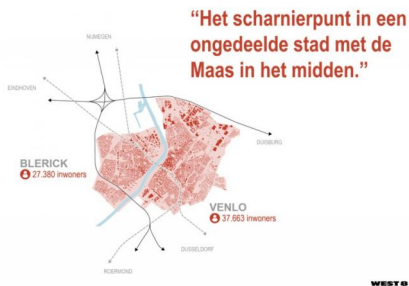 “Het scharnierpunt in een
ongedeelde stad met de
Maas in het midden.”
NIJMEGEN
EINDHOVEN
DUISBURG
BLERICK
27.380 inwoners
VENLO
37.663 inwoners
DUSSELDORF
ROERMOND
WEST 8